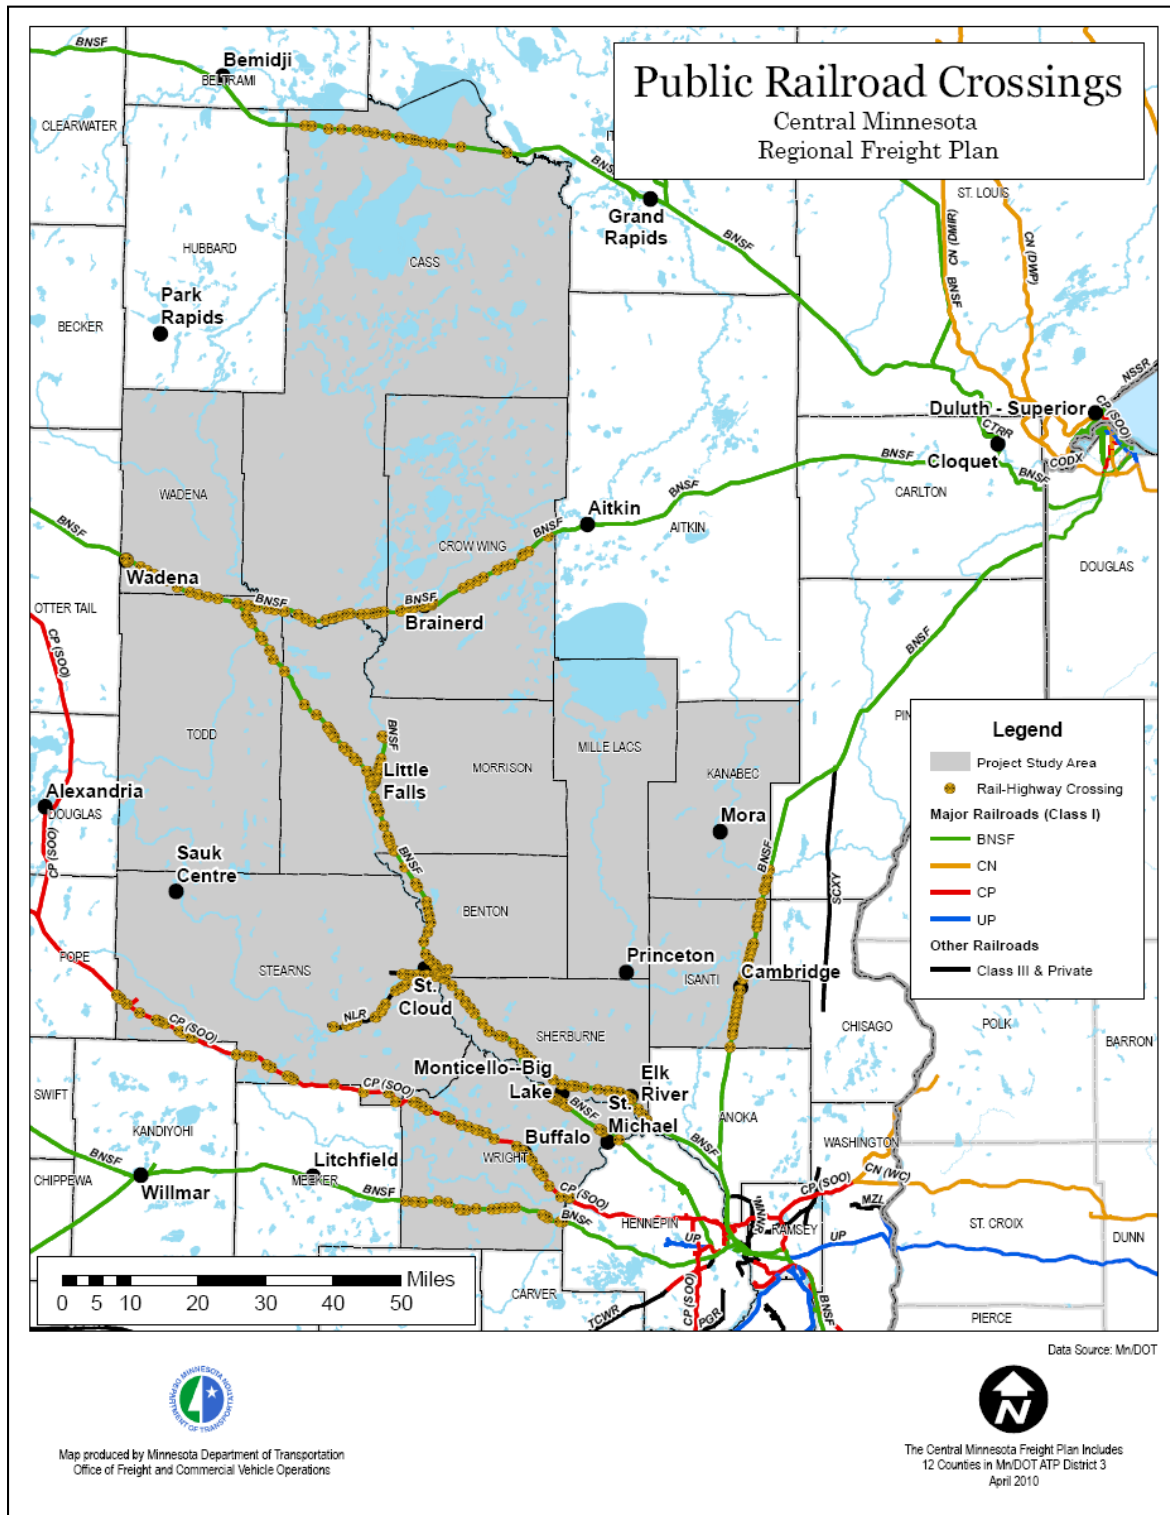 Public Railroad Crossings
Central Minnesota
Regional Freight Plan
BNSF
Bemidji
BELTRAMI
CLEARWATER
BNSF
Grand
Rapids
BNSF
ST. LOUIS
CN (DMIR)
BNSF
CN (DWP)
HUBBARD
CASS
Park
Rapids
BECKER
NSSR
Duluth - Superior
CP (SOO)
CTRR
Cloquet
CODX
BNSF
BNSF
CARLTON
WADENA
BNSF
Aitkin
AITKIN
BNSF
BNSF
CROW WING
DOUGLAS
Wadena
BNSF
BNSF
Brainerd
OTTER TAIL
CP (SOO)
BNSF
PIN
TODD
BNSF
MILLE LACS
Little
Falls
MORRISON
KANABEC
Alexandria
DOUGLAS
Mora
CP (SOO)
Sauk
Centre
BNSF
BNSF
SCXY
BENTON
POPE
STEARNS
Princeton
ISANTI
Cambridge
St.
Cloud
NLR
CP (SOO)
SHERBURNE
CHISAGO
POLK
BARRON
Monticello--Big
Lake
Elk
River
SWIFT
CP (SOO)
BNSF
St.
Michael
ANOKA
KANDIYOHI
Buffalo
BNSF
WASHINGTON
BNSF
Litchfield
WRIGHT
CN (WC)
CHIPPEWA
Willmar
MEEKER
BNSF
CP (SOO)
CP (SOO)
MZL
BNSF
HENNEPIN
MNNR
RAMSEY
ST. CROIX
UP
UP
DUNN
CARVER
TCWR
CP (SOO)
PGR
BNSF
PIERCE
Legend
Project Study Area
Rail-Highway Crossing
Major Railroads (Class I)
BNSF
CN
CP
UP
Other Railroads
Class III & Private
Miles
0 5 10 20 30 40 50
Data Source: Mn/DOT
MINNESOTA DEPARTMENT OF TRANSPORTATION
N
Map produced by Minnesota Department of Transportation
Office of Freight and Commercial Vehicle Operations
The Central Minnesota Freight Plan Includes
12 Counties in Mn/DOT ATP District 3
April 2010